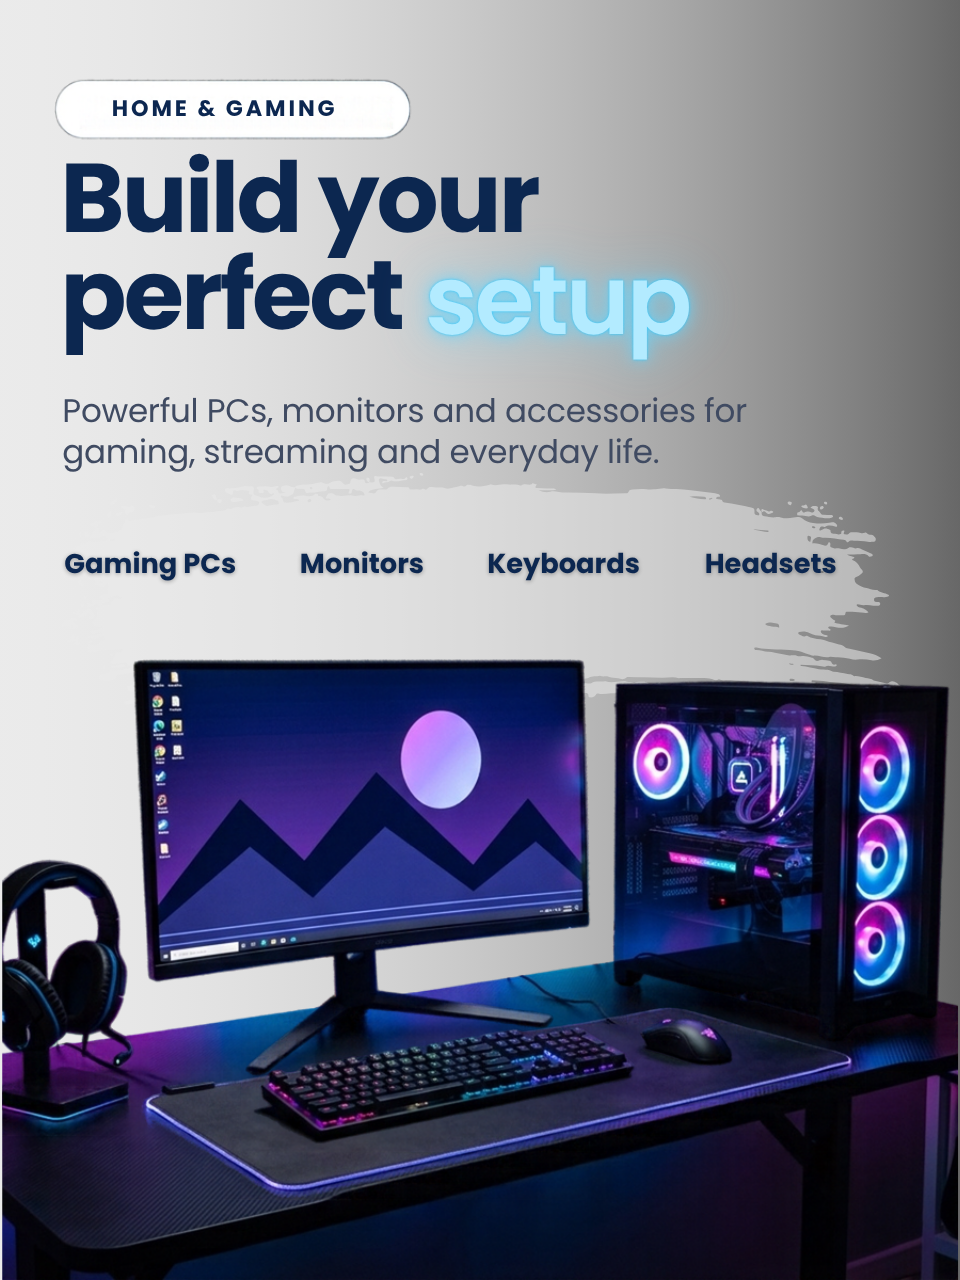 HOME & GAMING
Build your
perfect setup
Powerful PCs, monitors and accessories for
gaming, streaming and everyday life.
Gaming PCs Monitors Keyboards Headsets